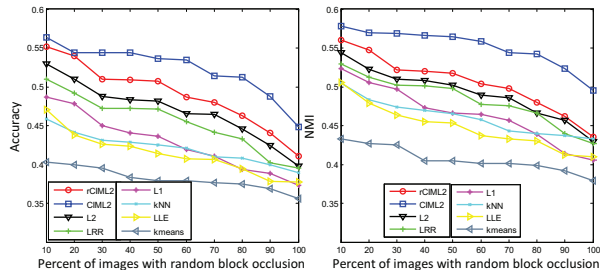 0.6
0.55
0.5
0.45
0.4
0.35
Accuracy
rCIML2
CIML2
L2
LRR
L1
kNN
LLE
kmeans
10 20 30 40 50 60 70 80 90 100
Percent of images with random block occlusion
0.6
0.55
0.5
0.45
0.4
0.35
NMI
rCIML2
CIML2
L2
LRR
L1
kNN
LLE
kmeans
10 20 30 40 50 60 70 80 90 100
Percent of images with random block occlusion